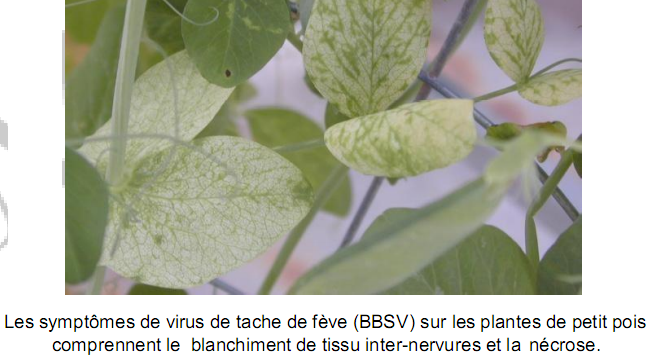 Les symptômes de virus de tache de fève (BBSV) sur les plantes de petit pois
comprennent le blanchiment de tissu inter-nervures et la nécrose.